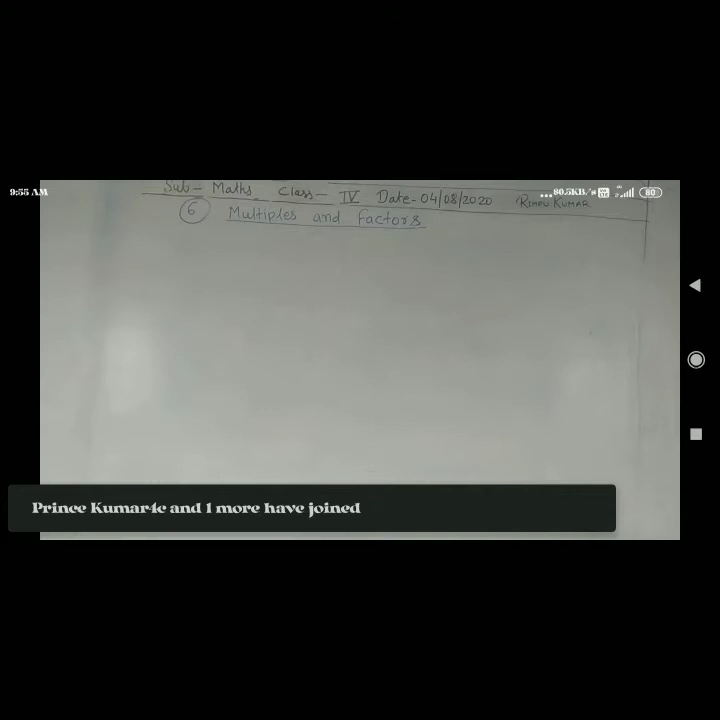 9:55 AM
80.5KB/s 80
Sub - Maths Class - IV Date - 04/08/2020 RIMPU KUMAR
6 Multiples and factors
Prince Kumar4c and 1 more have joined